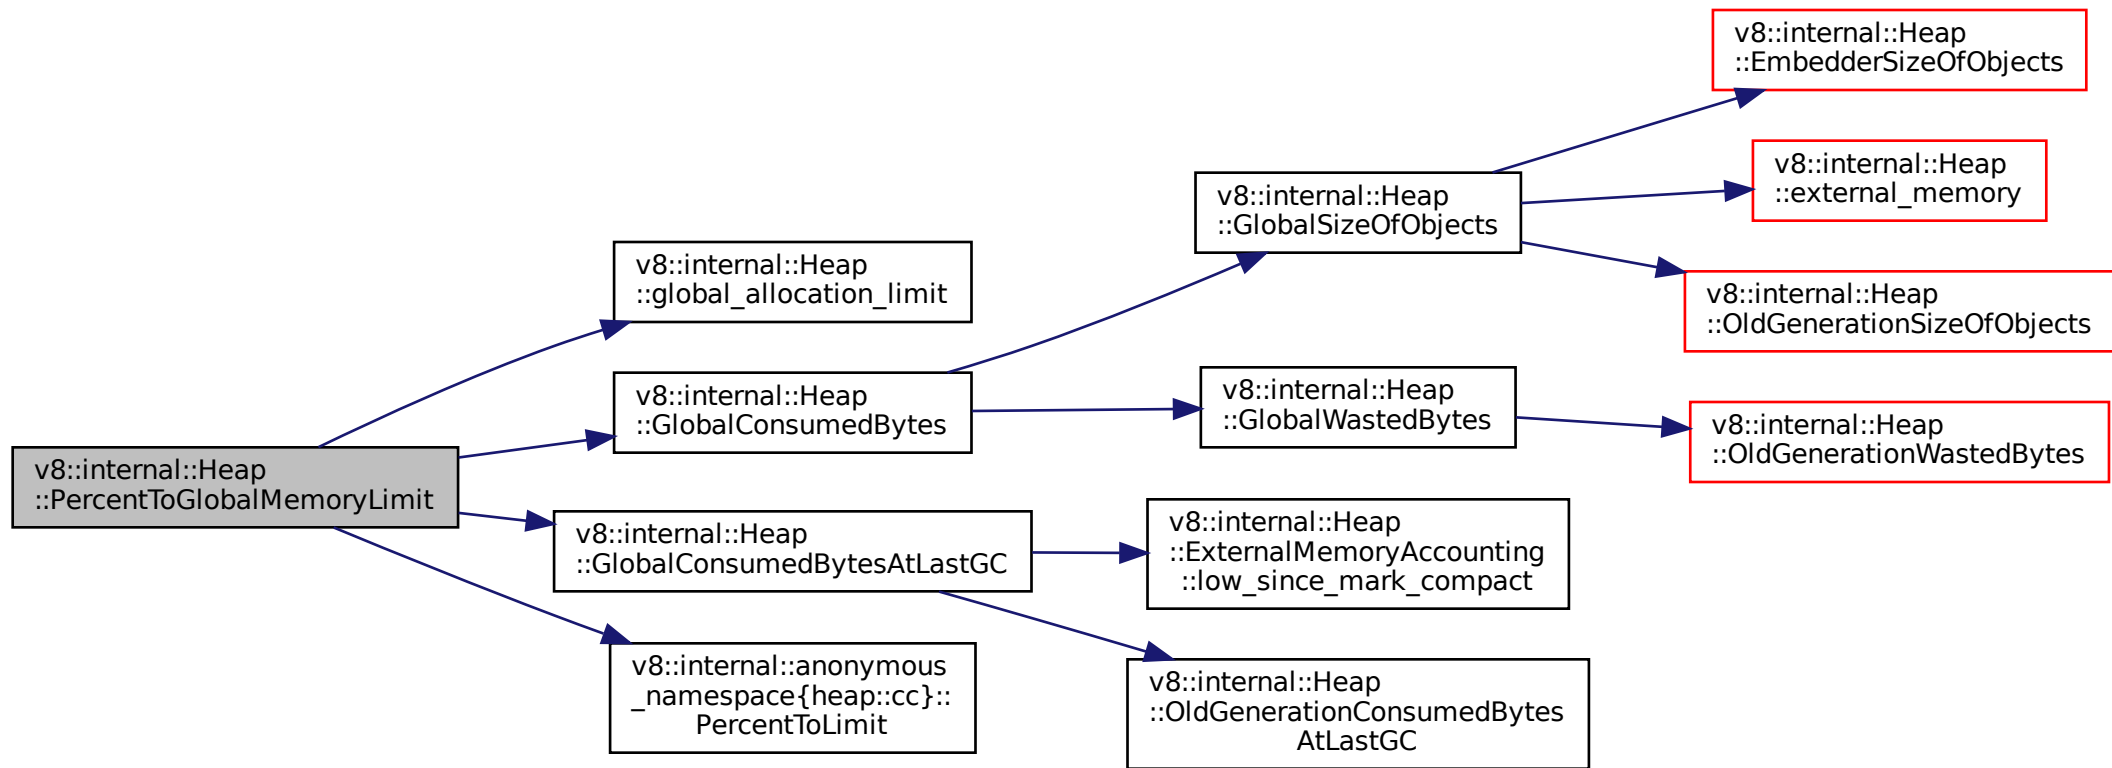 v8::internal::Heap
::PercentToGlobalMemoryLimit
v8::internal::Heap
::global_allocation_limit
v8::internal::Heap
::GlobalConsumedBytes
v8::internal::Heap
::GlobalSizeOfObjects
v8::internal::Heap
::EmbedderSizeOfObjects
v8::internal::Heap
::external_memory
v8::internal::Heap
::OldGenerationSizeOfObjects
v8::internal::Heap
::GlobalWastedBytes
v8::internal::Heap
::OldGenerationWastedBytes
v8::internal::Heap
::GlobalConsumedBytesAtLastGC
v8::internal::Heap
::ExternalMemoryAccounting
::low_since_mark_compact
v8::internal::Heap
::OldGenerationConsumedBytes
AtLastGC
v8::internal::anonymous
_namespace{heap::cc}::
PercentToLimit